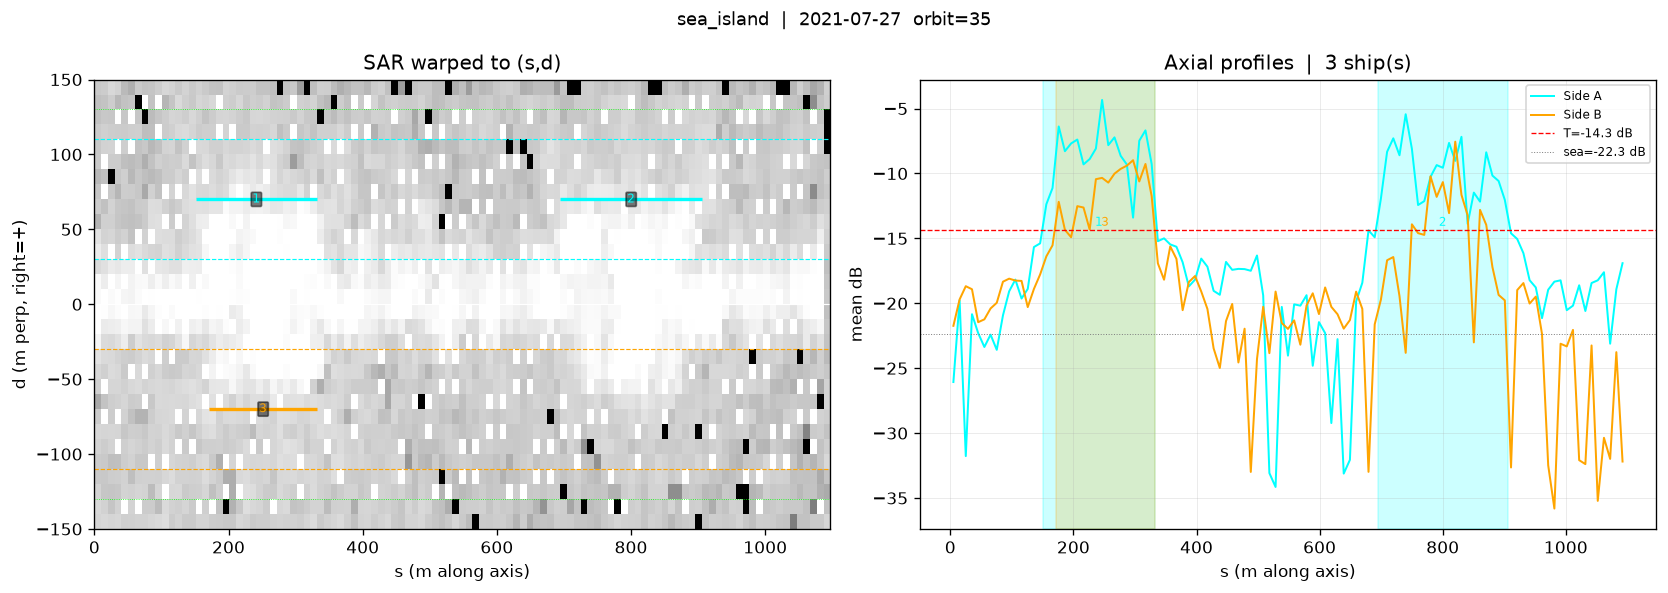 sea_island  |  2021-07-27  orbit=35
SAR warped to (s,d)
150
100
50
0
−50
−100
−150
d (m perp, right=+)
1
2
3
0
200
400
600
800
1000
s (m along axis)
Axial profiles  |  3 ship(s)
−5
−10
−15
−20
−25
−30
−35
mean dB
Side A
Side B
T=-14.3 dB
sea=-22.3 dB
1
3
2
0
200
400
600
800
1000
s (m along axis)